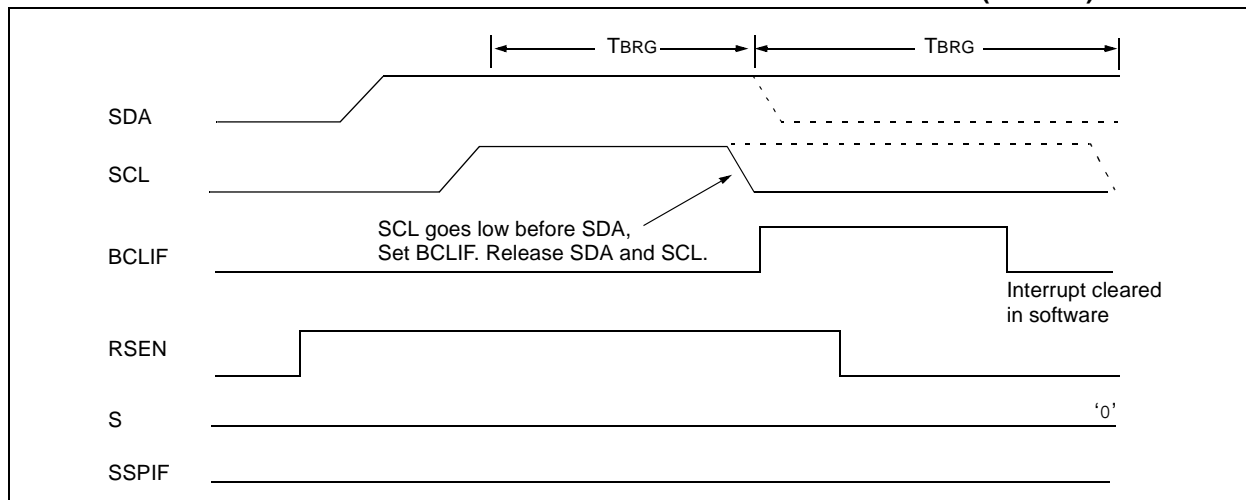 TBRG
TBRG
SDA
SCL
SCL goes low before SDA,
Set BCLIF. Release SDA and SCL.
BCLIF
Interrupt cleared
in software
RSEN
S
‘0’
SSPIF